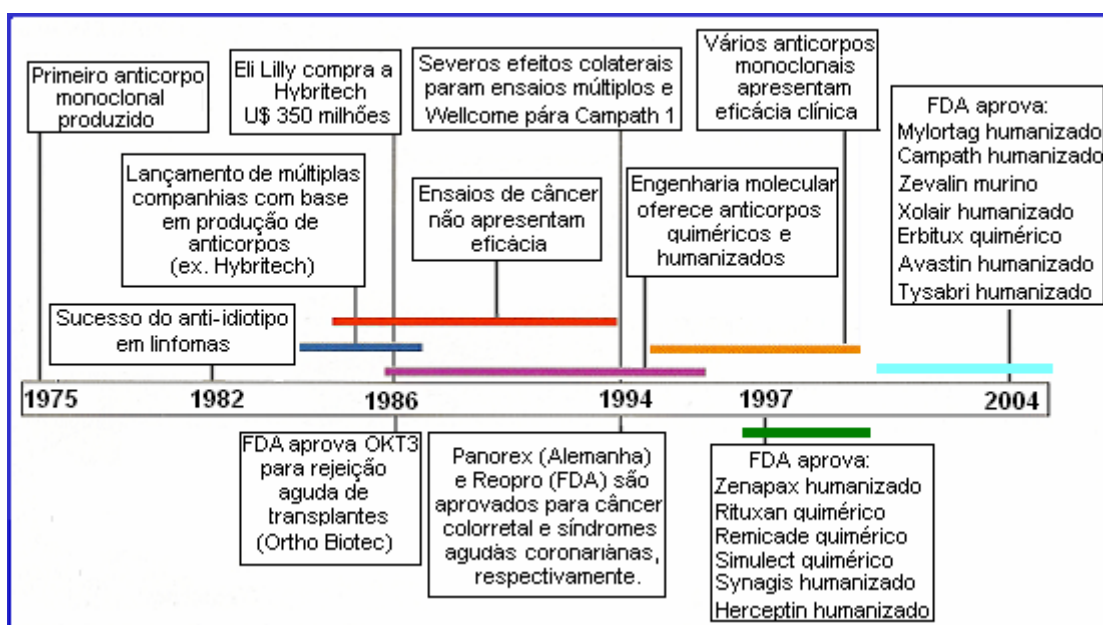 Primeiro anticorpo
monoclonal
produzido
Eli Lilly compra a
Hybritech
U$ 350 milhões
Severos efeitos colaterais
param ensaios múltiplos e
Wellcome pára Campath 1
Vários anticorpos
monoclonais
apresentam
eficácia clínica
FDA aprova:
Mylortag humanizado
Campath humanizado
Zevalin murino
Xolair humanizado
Erbitux quimérico
Avastin humanizado
Tysabri humanizado
Lançamento de múltiplas
companhias com base
em produção de
anticorpos
(ex. Hybritech)
Ensaios de câncer
não apresentam
eficácia
Engenharia molecular
oferece anticorpos
quiméricos e
humanizados
Sucesso do anti-idiotipo
em linfomas
1975 1982 1986 1994 1997 2004
FDA aprova OKT3
para rejeição
aguda de
transplantes
(Ortho Biotec)
Panorex (Alemanha)
e Reopro (FDA) são
aprovados para câncer
colorretal e síndromes
agudas coronarianas,
respectivamente.
FDA aprova:
Zenapax humanizado
Rituxan quimérico
Remicade quimérico
Simulect quimérico
Synagis humanizado
Herceptin humanizado